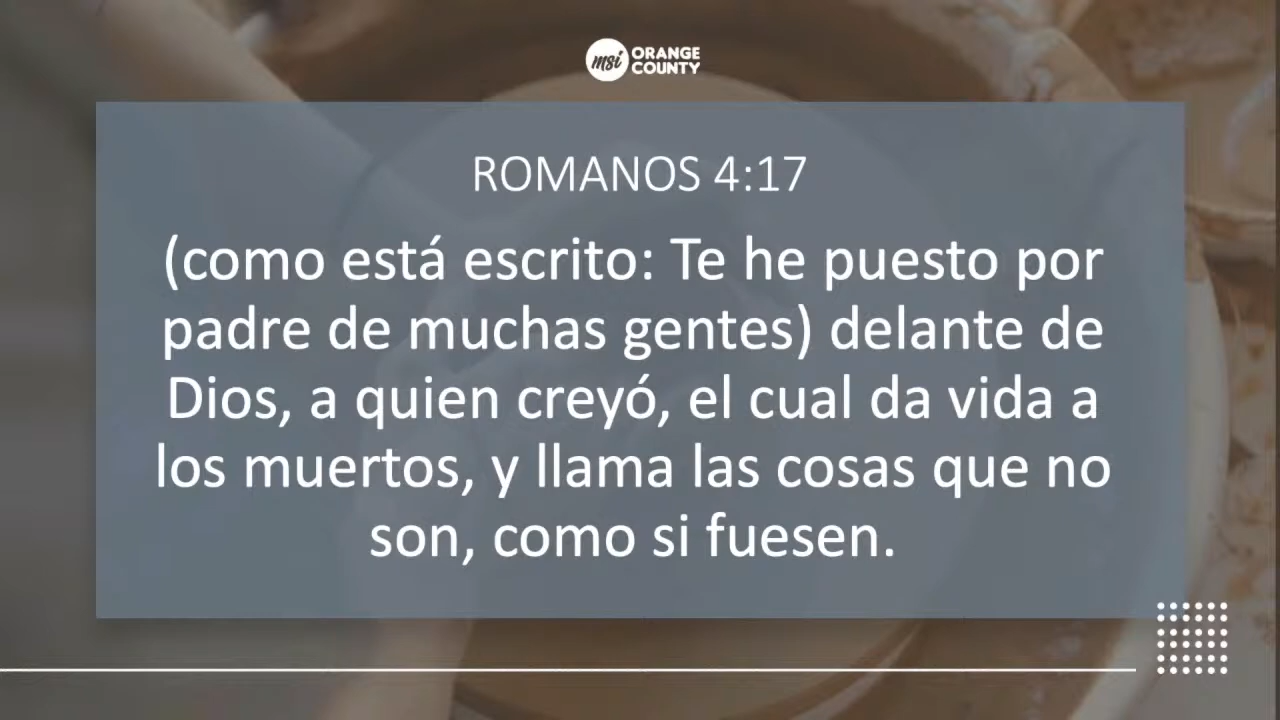 msi ORANGE
COUNTY
ROMANOS 4:17
(como está escrito: Te he puesto por
padre de muchas gentes) delante de
Dios, a quien creyó, el cual da vida a
los muertos, y llama las cosas que no
son, como si fuesen.